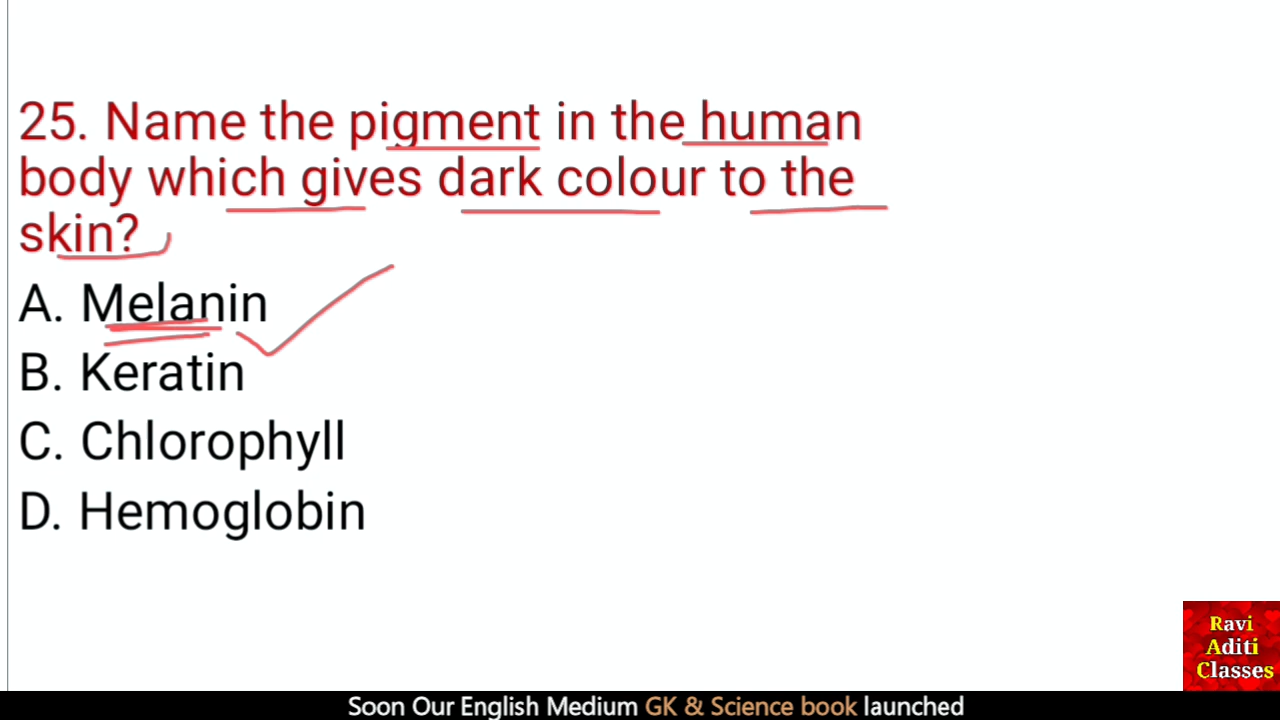 25. Name the pigment in the human
body which gives dark colour to the
skin?
A. Melanin
B. Keratin
C. Chlorophyll
D. Hemoglobin
Ravi
Aditi
Classes
Soon Our English Medium GK & Science book launched